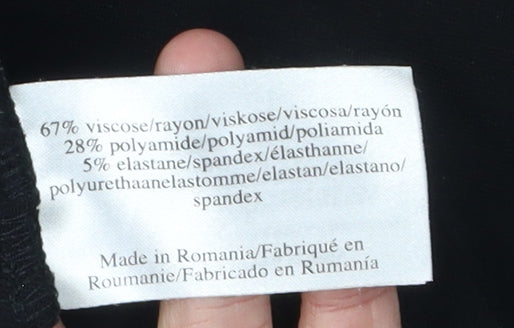 67% viscose/rayon/viskose/viscosa/rayón
28% polyamide/polyamid/poliamida
5% elastane/spandex/élasthanne/
polyurethaanelastomme/elastan/elastano/
spandex
Made in Romania/Fabriqué en
Roumanie/Fabricado en Rumanía